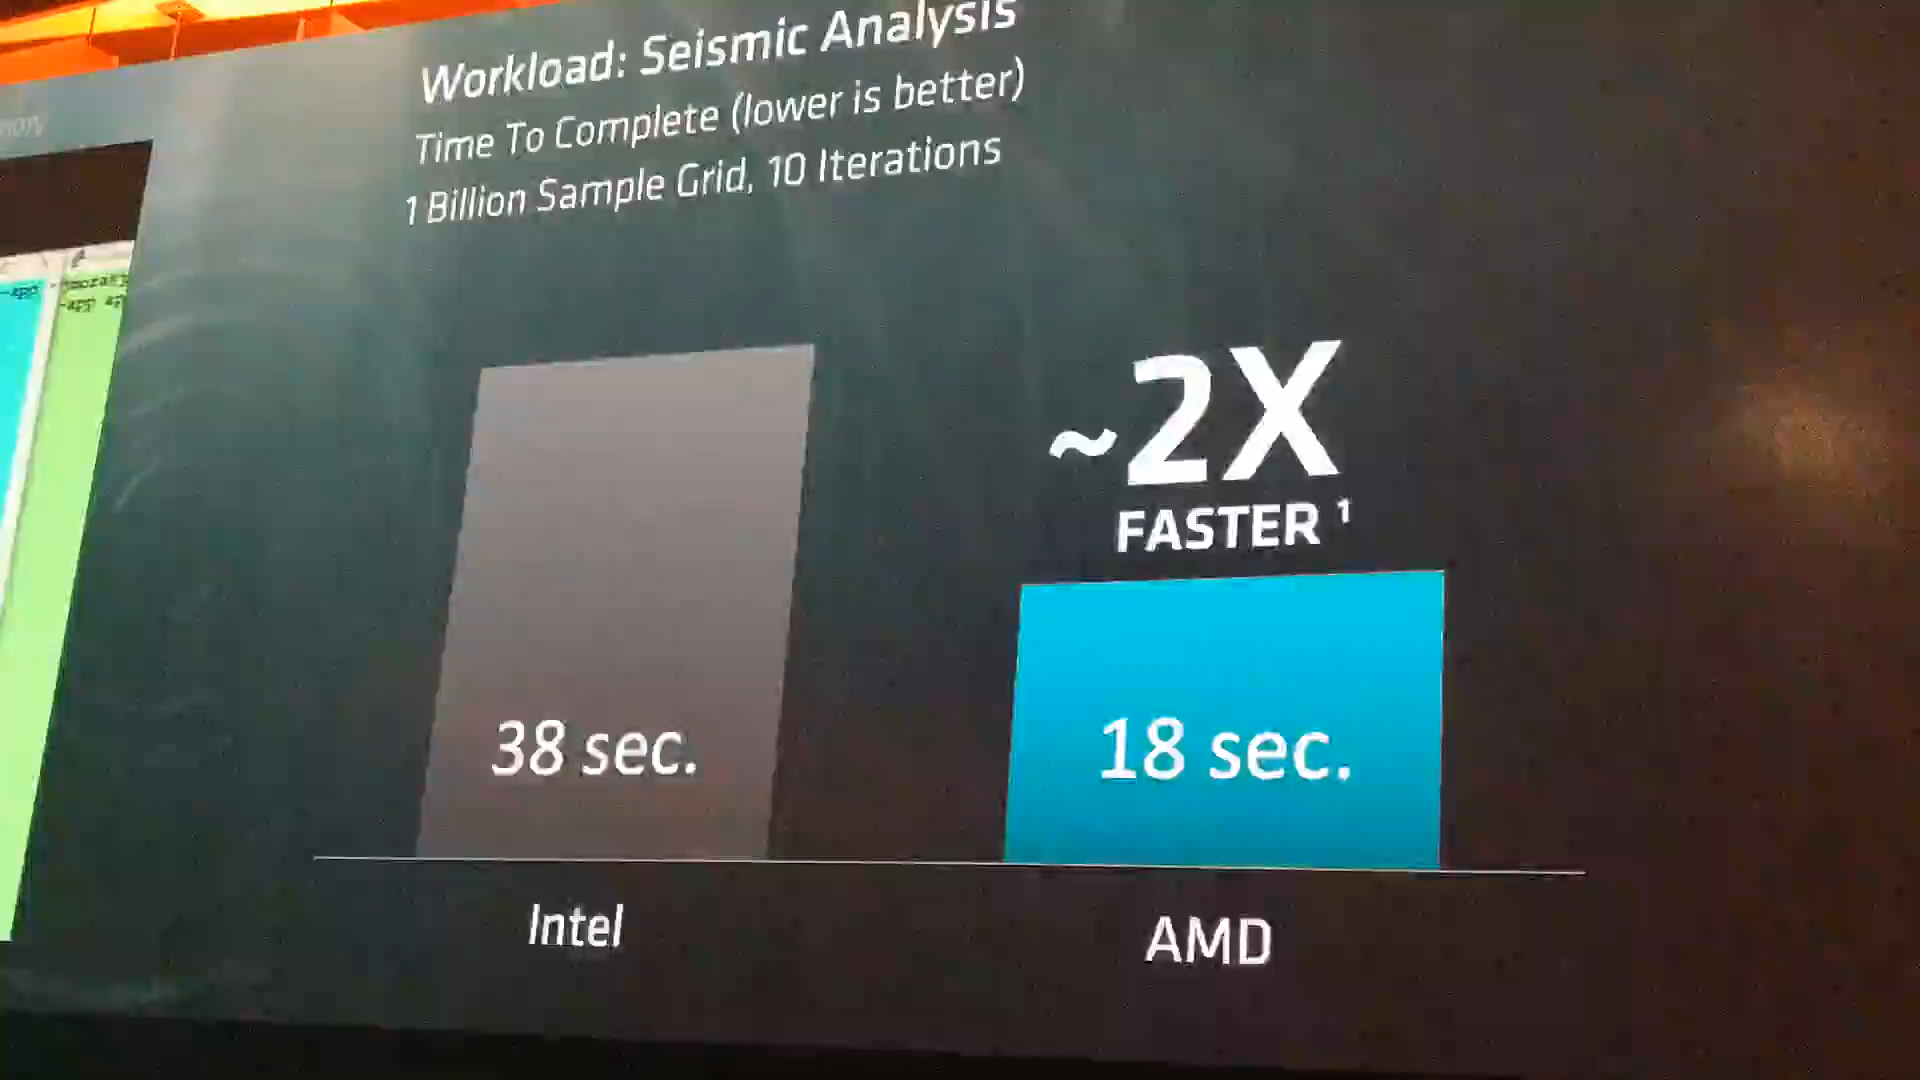 Workload: Seismic Analysis
Time To Complete (lower is better)
1 Billion Sample Grid, 10 Iterations
~2X
FASTER 1
38 sec.
18 sec.
Intel
AMD